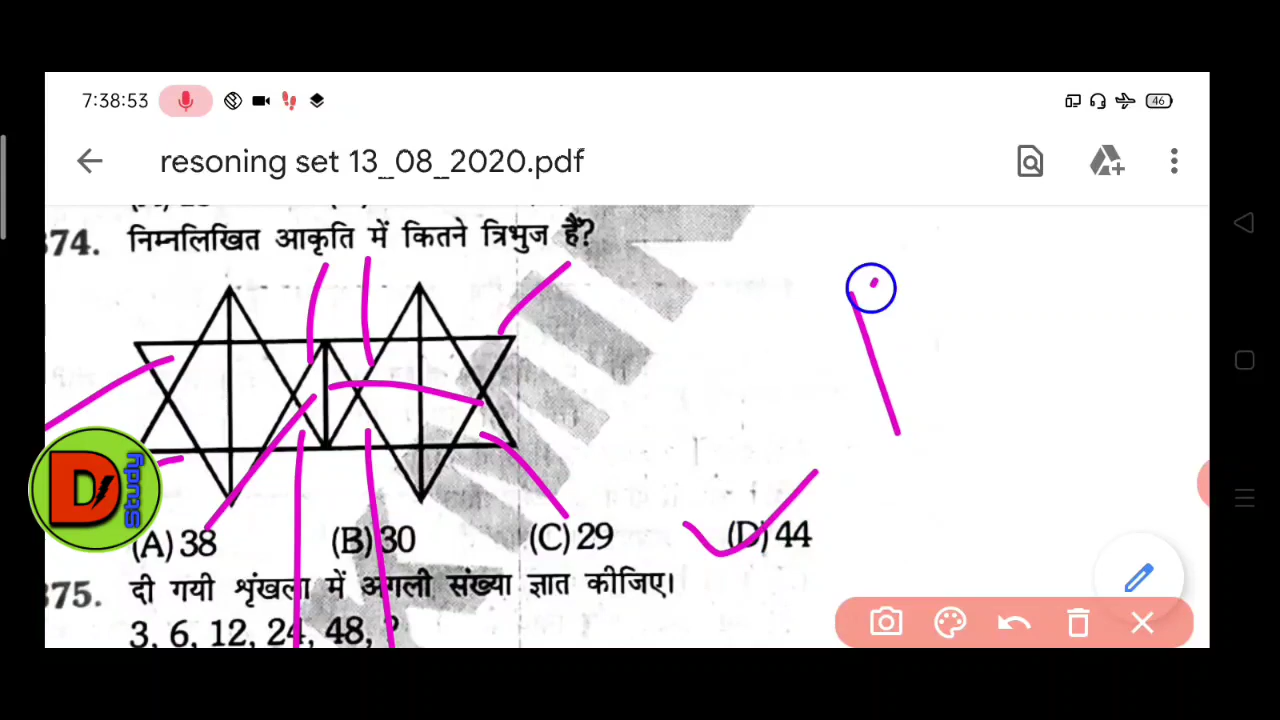 7:38:53
46
resoning set 13_08_2020.pdf
374. निम्नलिखित आकृति में कितने त्रिभुज हैं?
D Study
(A) 38 (B) 30 (C) 29 (D) 44
375. दी गयी श्रृंखला में अगली संख्या ज्ञात कीजिए।
3, 6, 12, 24, 48, ?